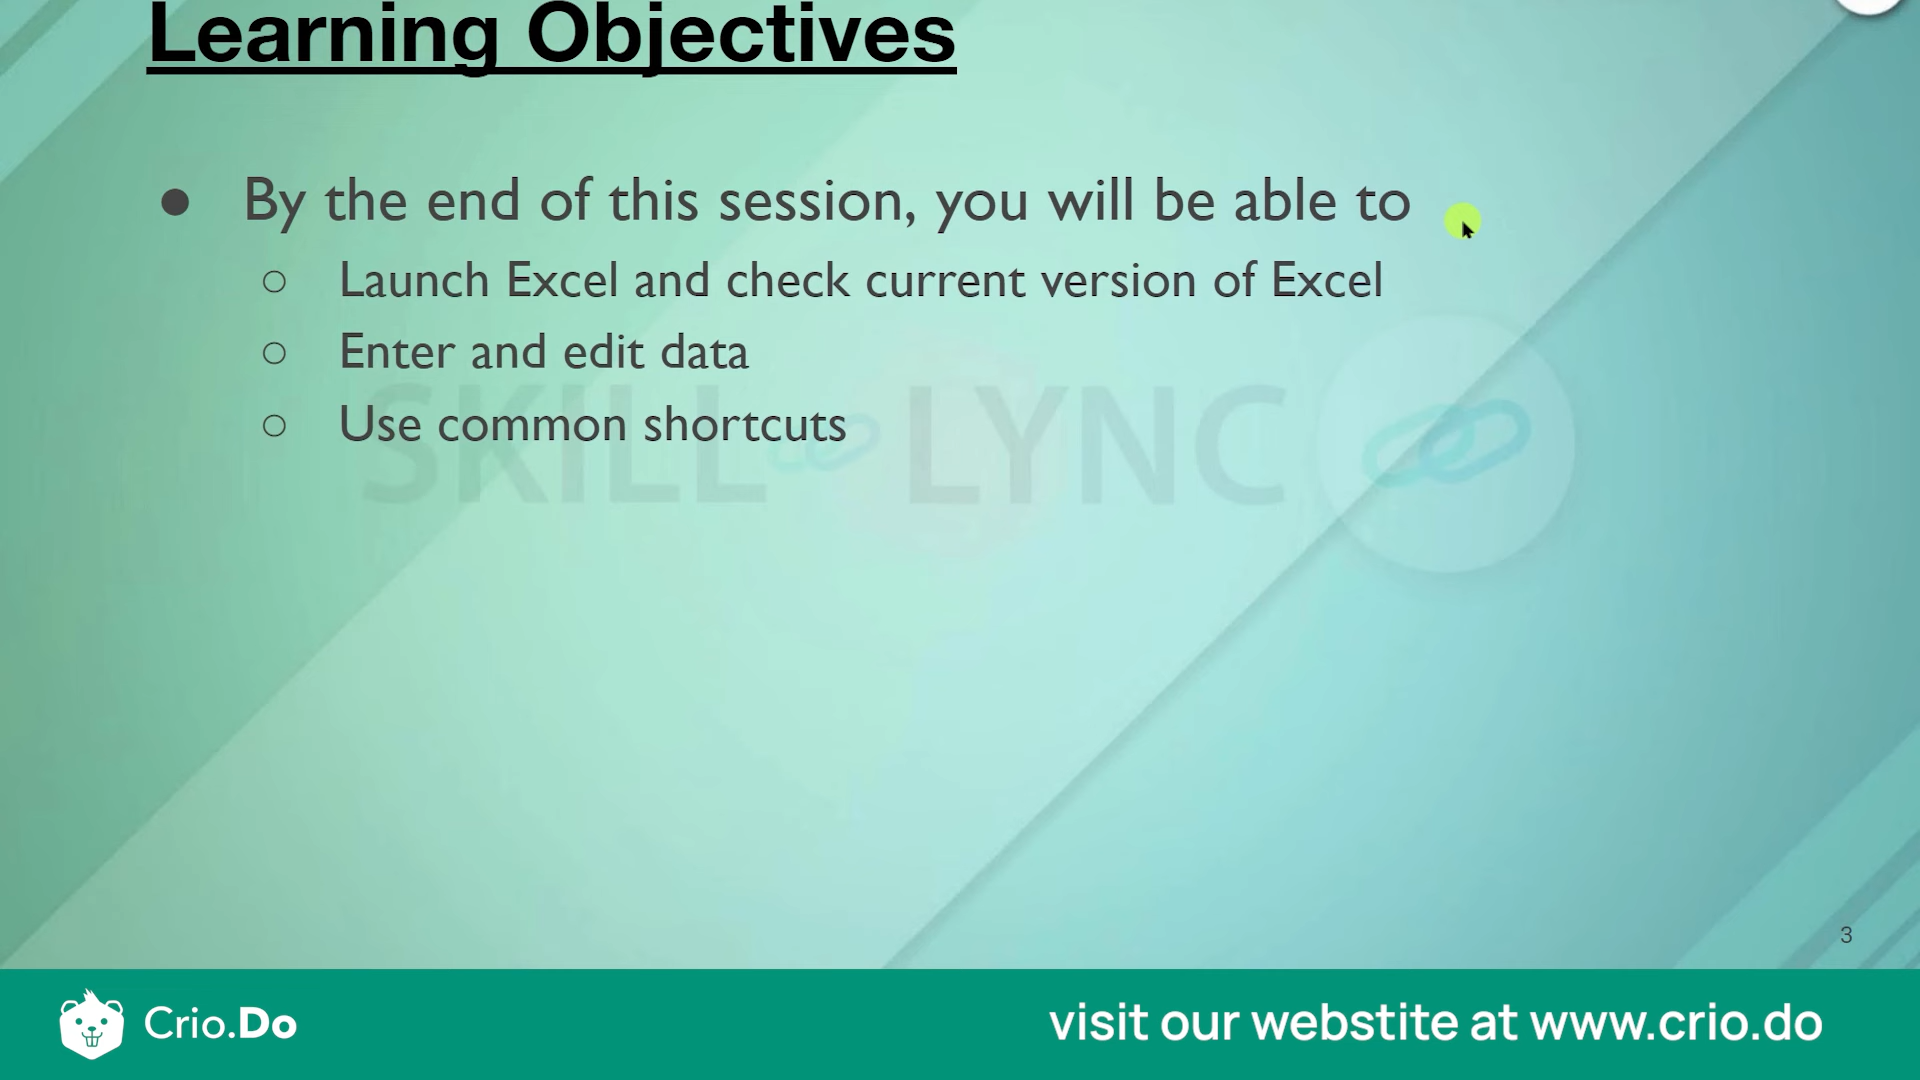 Learning Objectives
● By the end of this session, you will be able to
○ Launch Excel and check current version of Excel
○ Enter and edit data
○ Use common shortcuts
SKILL LYNC
3
Crio.Do
visit our webstite at www.crio.do